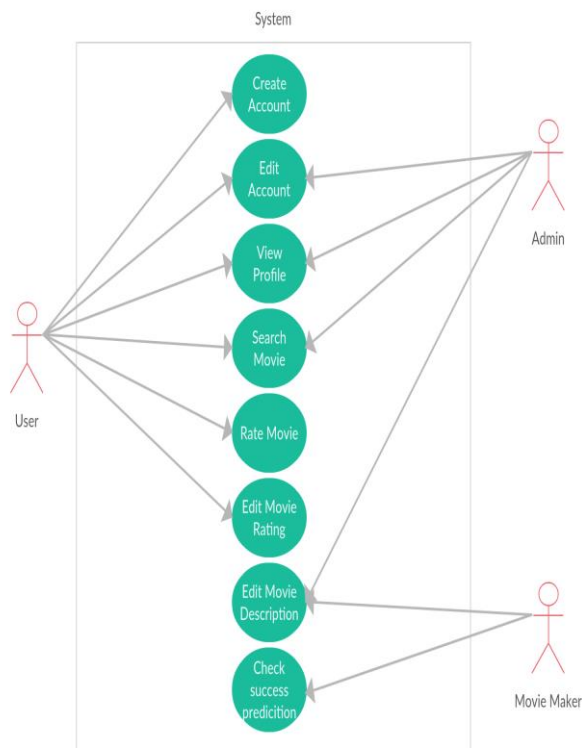 System
Create
Account
Edit
Account
View
Profile
Search
Movie
Rate Movie
Edit Movie
Rating
Edit Movie
Description
Check
success
predicition
User
Admin
Movie Maker